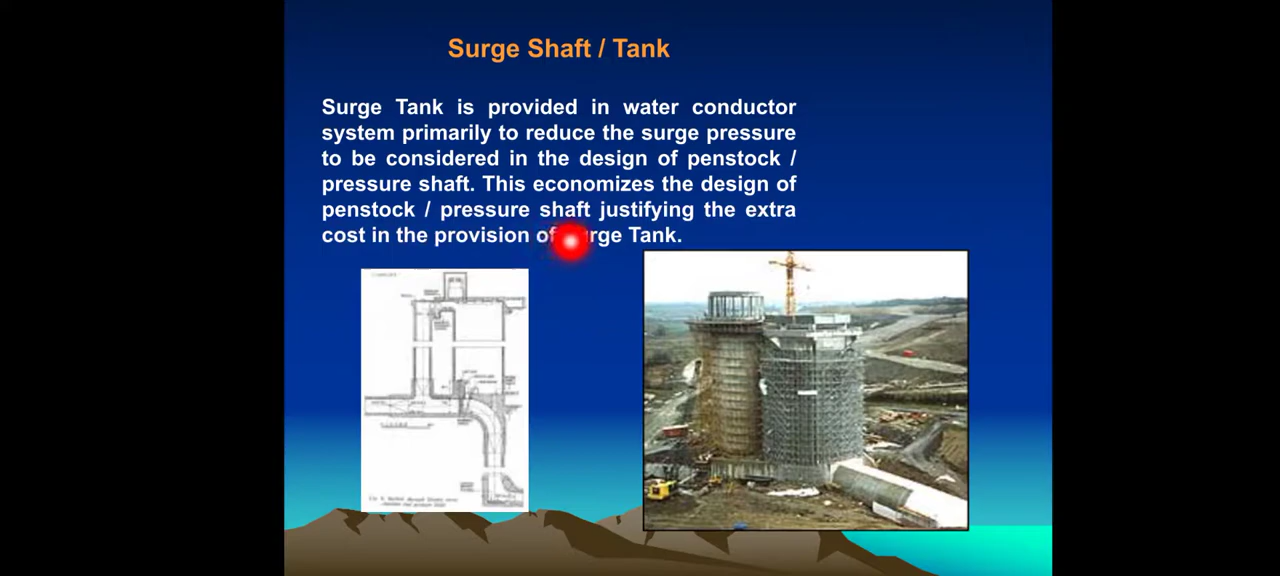 Surge Shaft / Tank
Surge Tank is provided in water conductor
system primarily to reduce the surge pressure
to be considered in the design of penstock /
pressure shaft. This economizes the design of
penstock / pressure shaft justifying the extra
cost in the provision of Tank.